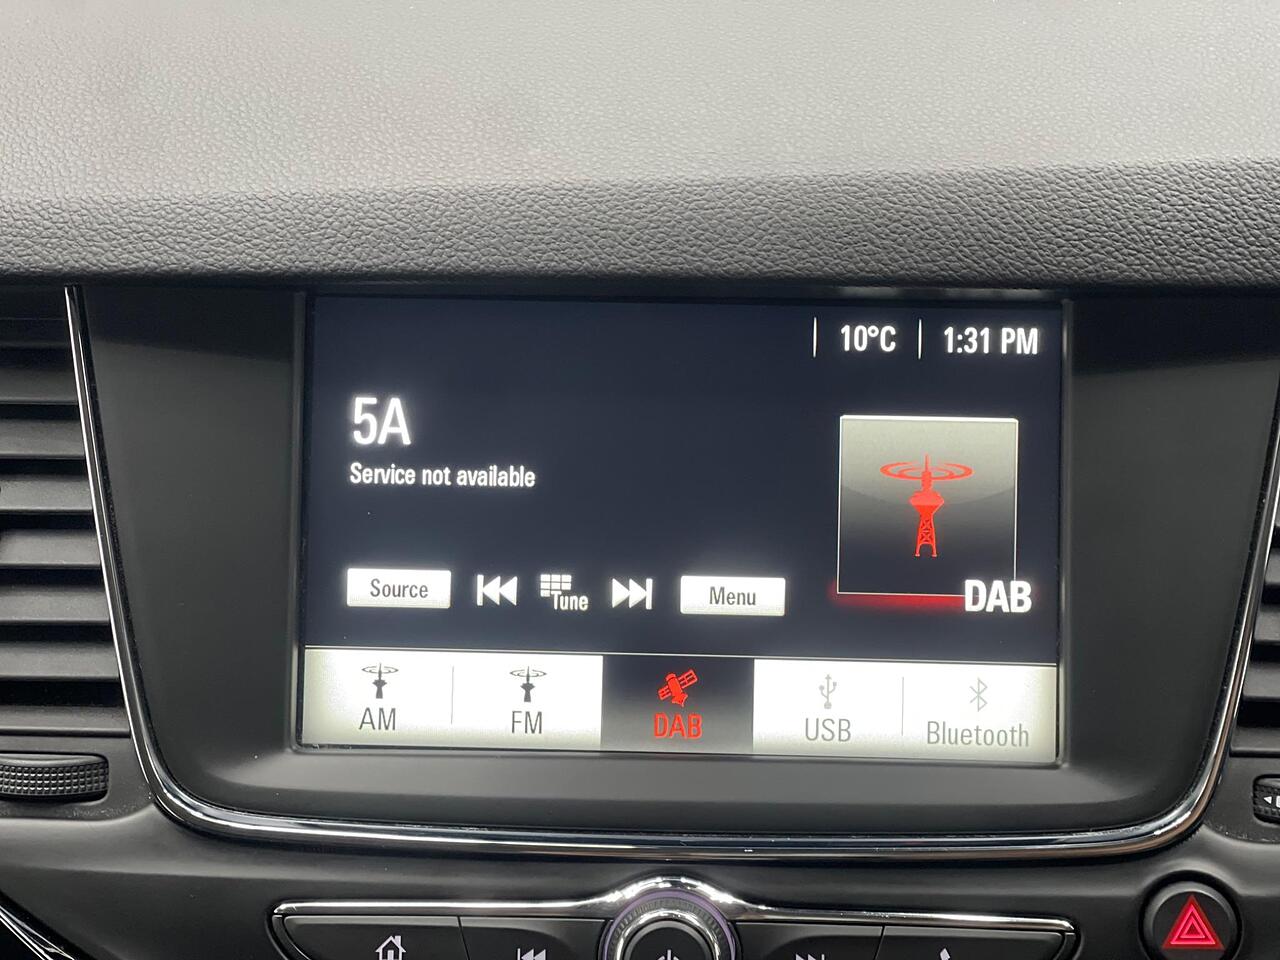 10°C
1:31 PM
5A
Service not available
Source
Tune
Menu
DAB
AM
FM
DAB
USB
Bluetooth